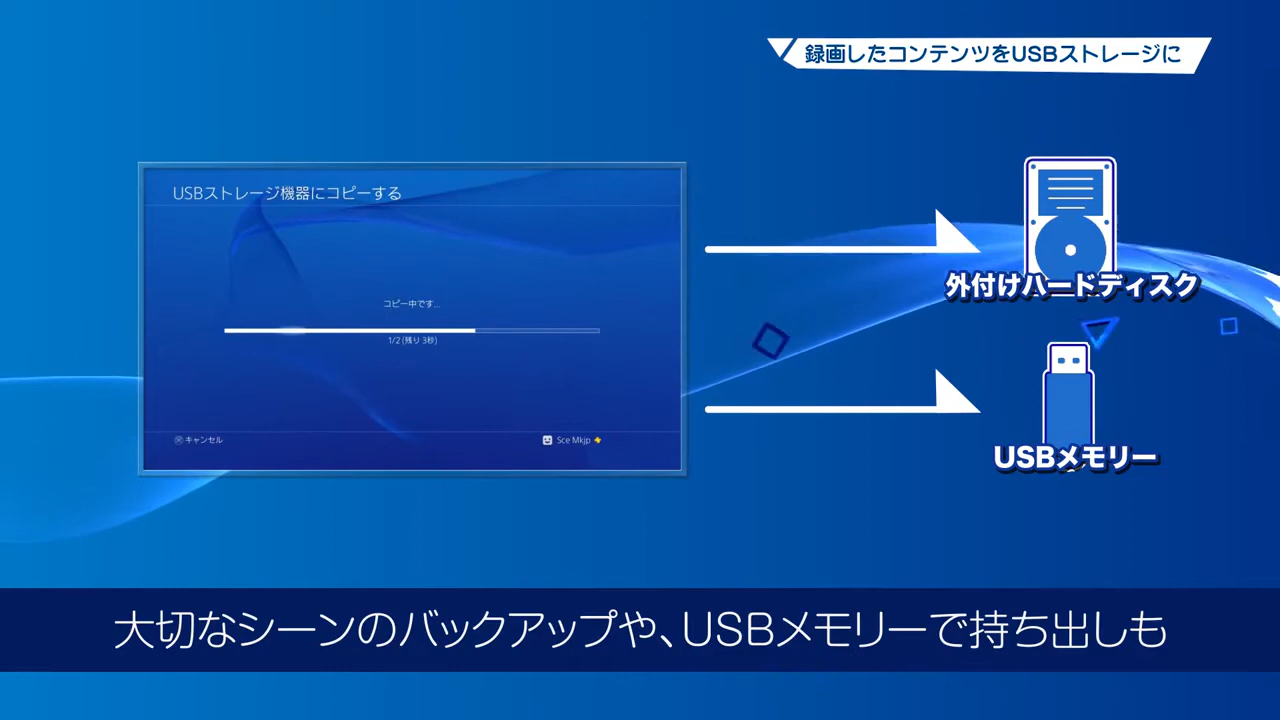 録画したコンテンツをUSBストレージに
USBストレージ機器にコピーする
コピー中です...
1/2 (残り 3秒)
キャンセル
Sce Mkjp
外付けハードディスク
USBメモリー
大切なシーンのバックアップや、USBメモリーで持ち出しも